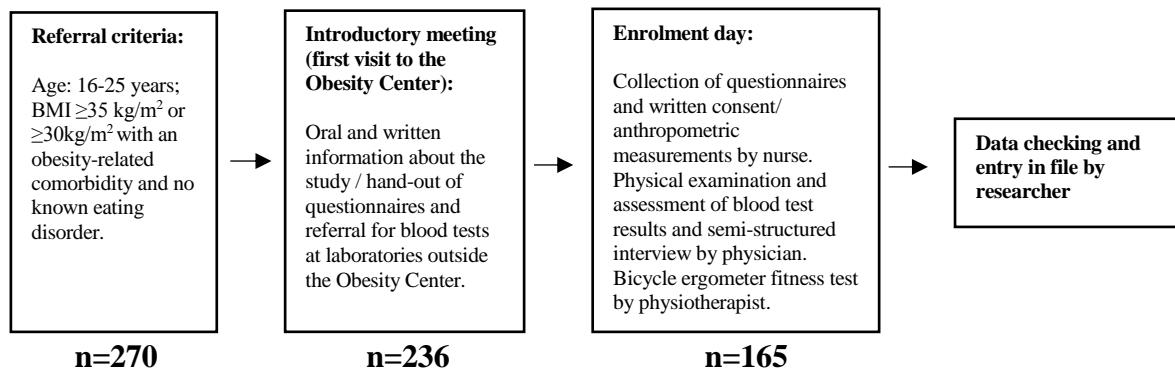 Referral criteria:
Age: 16-25 years;
BMI ≥35 kg/m² or
≥30kg/m² with an
obesity-related
comorbidity and no
known eating
disorder.
n=270
Introductory meeting
(first visit to the
Obesity Center):
Oral and written
information about the
study / hand-out of
questionnaires and
referral for blood tests
at laboratories outside
the Obesity Center.
n=236
Enrolment day:
Collection of questionnaires
and written consent/
anthropometric
measurements by nurse.
Physical examination and
assessment of blood test
results and semi-structured
interview by physician.
Bicycle ergometer fitness test
by physiotherapist.
n=165
Data checking and
entry in file by
researcher